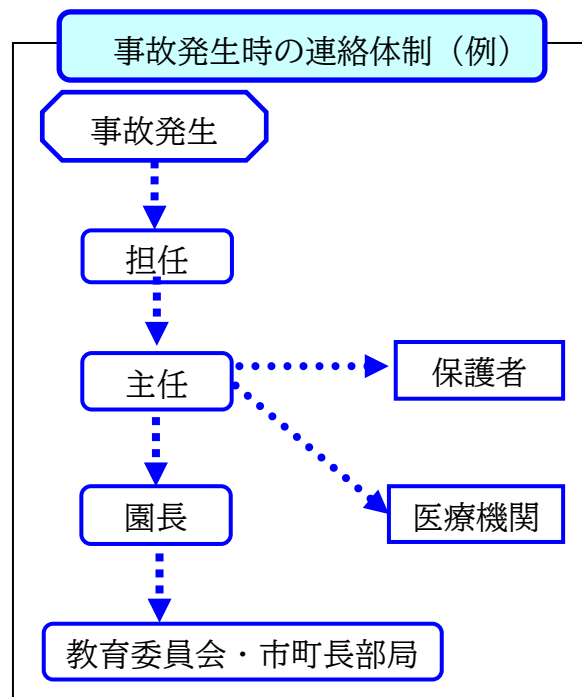 事故発生時の連絡体制（例）
事故発生
担任
主任
保護者
園長
医療機関
教育委員会・市町長部局